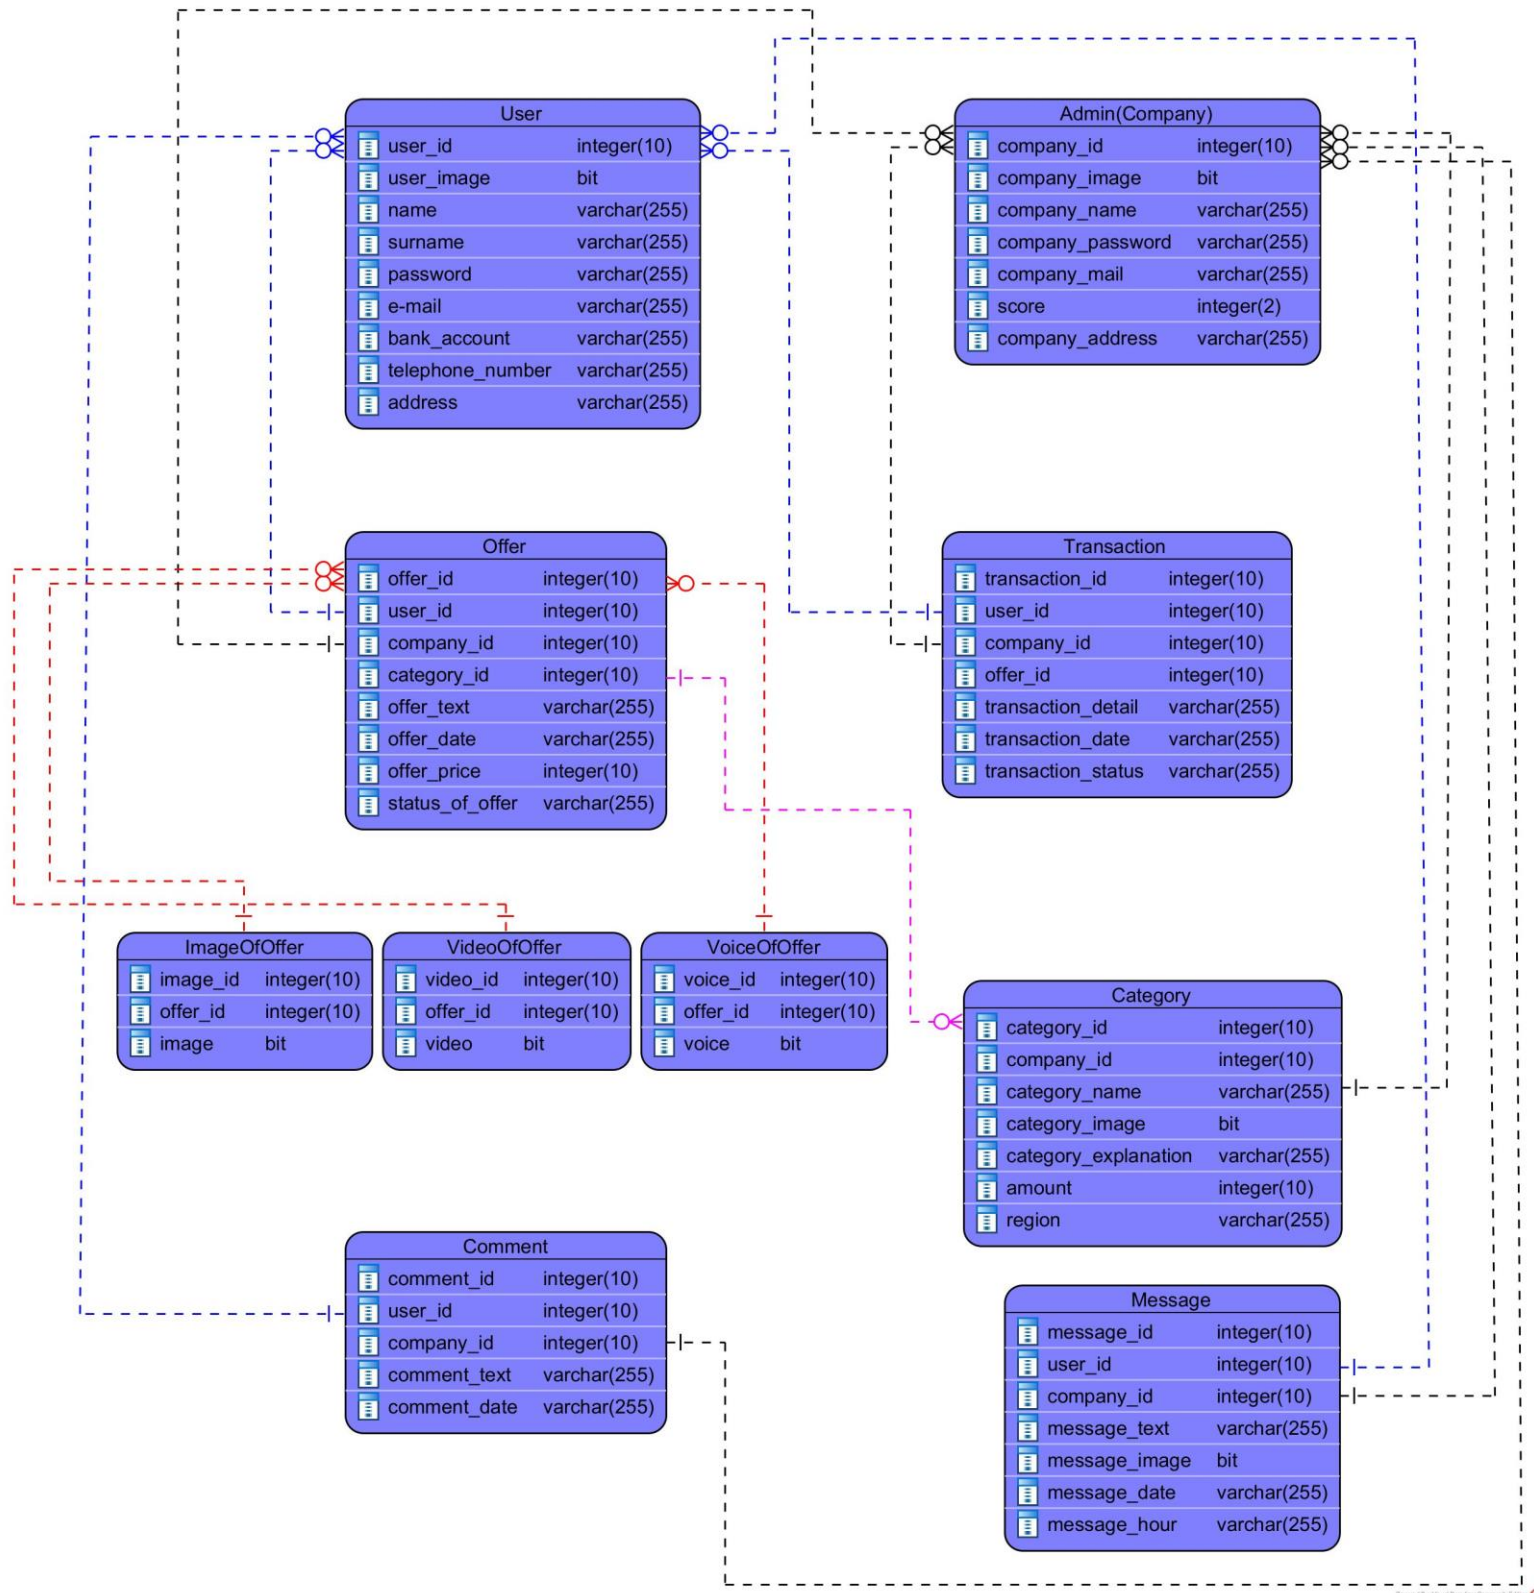 User
user_id integer(10)
user_image bit
name varchar(255)
surname varchar(255)
password varchar(255)
e-mail varchar(255)
bank_account varchar(255)
telephone_number varchar(255)
address varchar(255)
Admin(Company)
company_id integer(10)
company_image bit
company_name varchar(255)
company_password varchar(255)
company_mail varchar(255)
score integer(2)
company_address varchar(255)
Offer
offer_id integer(10)
user_id integer(10)
company_id integer(10)
category_id integer(10)
offer_text varchar(255)
offer_date varchar(255)
offer_price integer(10)
status_of_offer varchar(255)
Transaction
transaction_id integer(10)
user_id integer(10)
company_id integer(10)
offer_id integer(10)
transaction_detail varchar(255)
transaction_date varchar(255)
transaction_status varchar(255)
ImageOfOffer
image_id integer(10)
offer_id integer(10)
image bit
VideoOfOffer
video_id integer(10)
offer_id integer(10)
video bit
VoiceOfOffer
voice_id integer(10)
offer_id integer(10)
voice bit
Category
category_id integer(10)
company_id integer(10)
category_name varchar(255)
category_image bit
category_explanation varchar(255)
amount integer(10)
region varchar(255)
Comment
comment_id integer(10)
user_id integer(10)
company_id integer(10)
comment_text varchar(255)
comment_date varchar(255)
Message
message_id integer(10)
user_id integer(10)
company_id integer(10)
message_text varchar(255)
message_image bit
message_date varchar(255)
message_hour varchar(255)